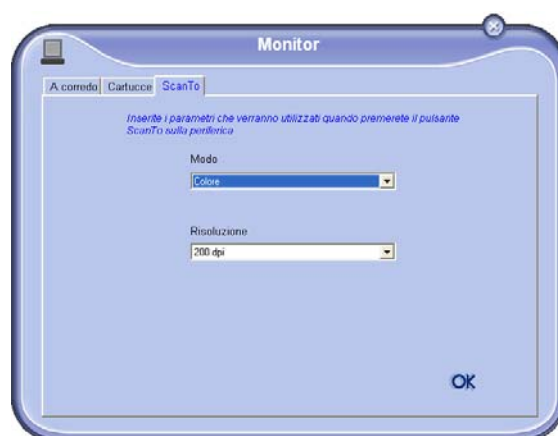 Monitor
A corredo Cartucce ScanTo
Inserite i parametri che verranno utilizzati quando premerete il pulsante
ScanTo sulla periferica
Modo
Colore
Risoluzione
200 dpi
OK